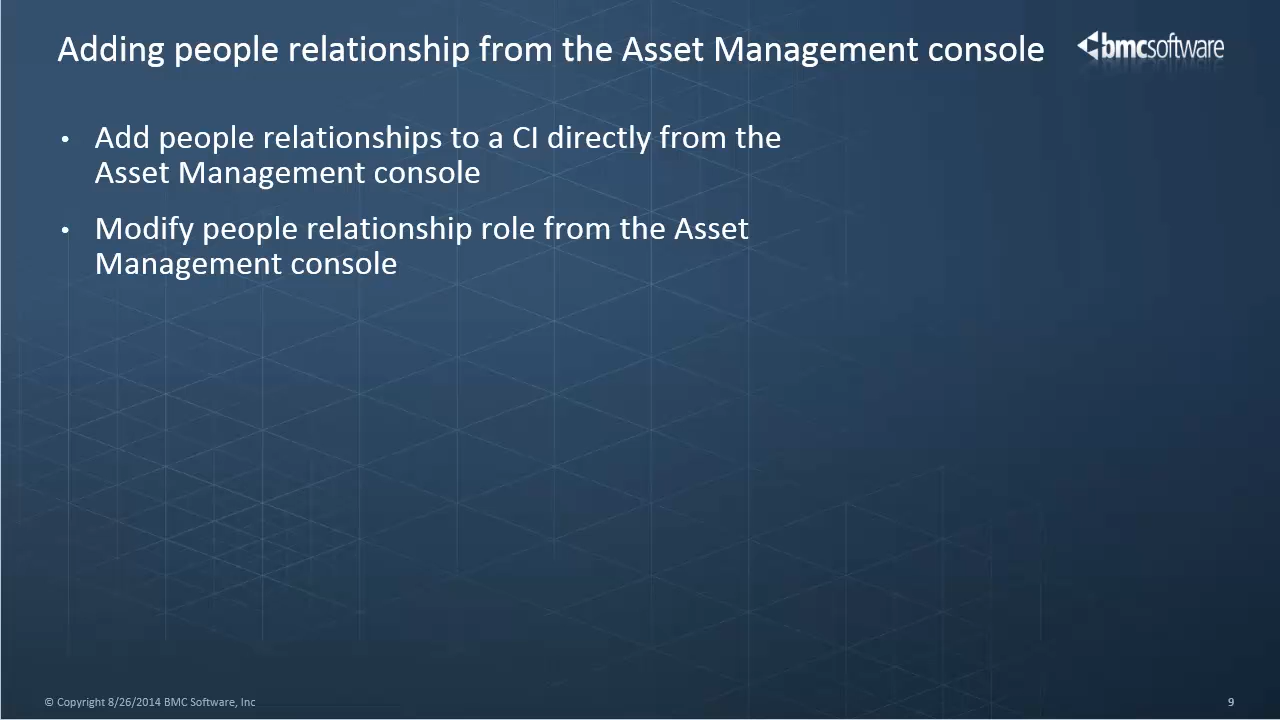 Adding people relationship from the Asset Management console
bmcsoftware
• Add people relationships to a CI directly from the
Asset Management console
• Modify people relationship role from the Asset
Management console
© Copyright 8/26/2014 BMC Software, Inc
9